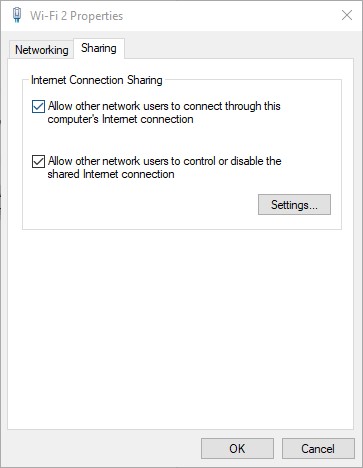 Wi-Fi 2 Properties
Networking
Sharing
Internet Connection Sharing
Allow other network users to connect through this
computer's Internet connection
Allow other network users to control or disable the
shared Internet connection
Settings...
OK
Cancel